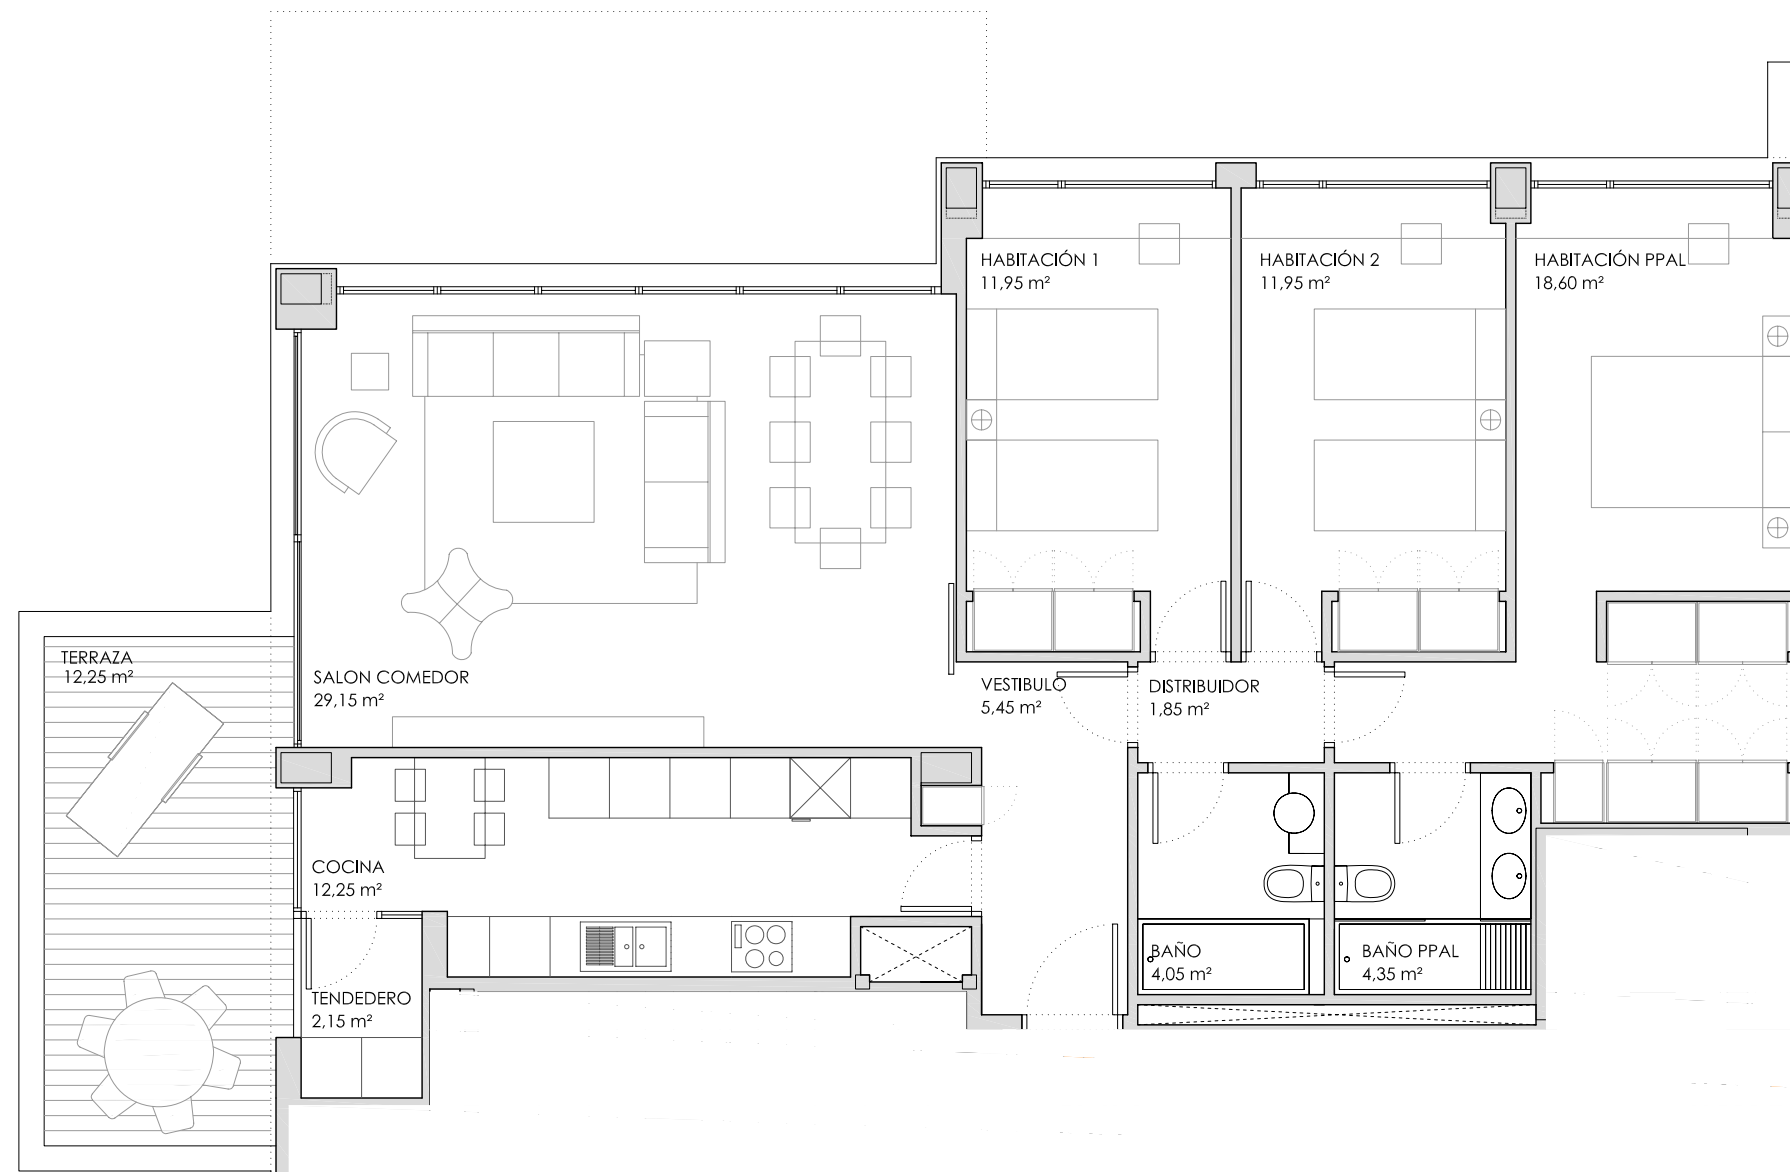 HABITACIÓN 1
11,95 m²
HABITACIÓN 2
11,95 m²
HABITACIÓN PPAL
18,60 m²
TERRAZA
12,25 m²
SALON COMEDOR
29,15 m²
VESTIBULO
5,45 m²
DISTRIBUIDOR
1,85 m²
COCINA
12,25 m²
BAÑO
4,05 m²
BAÑO PPAL
4,35 m²
TENDEDERO
2,15 m²